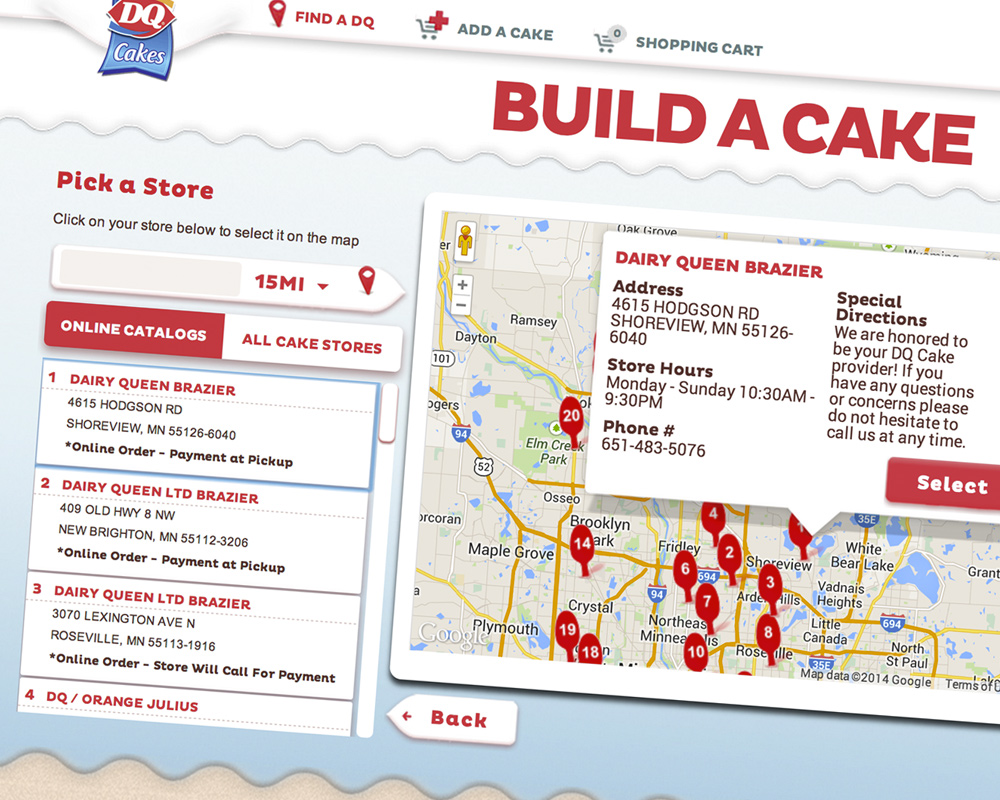 DQ
Cakes
FIND A DQ
ADD A CAKE
0
SHOPPING CART
BUILD A CAKE
Pick a Store
Click on your store below to select it on the map
15MI
ONLINE CATALOGS
ALL CAKE STORES
1 DAIRY QUEEN BRAZIER
4615 HODGSON RD
SHOREVIEW, MN 55126-6040
*Online Order - Payment at Pickup
2 DAIRY QUEEN LTD BRAZIER
409 OLD HWY 8 NW
NEW BRIGHTON, MN 55112-3206
*Online Order - Payment at Pickup
3 DAIRY QUEEN LTD BRAZIER
3070 LEXINGTON AVE N
ROSEVILLE, MN 55113-1916
*Online Order - Store Will Call For Payment
4 DQ / ORANGE JULIUS
Back
DAIRY QUEEN BRAZIER
Address
4615 HODGSON RD
SHOREVIEW, MN 55126-
6040
Store Hours
Monday - Sunday 10:30AM -
9:30PM
Phone #
651-483-5076
Special
Directions
We are honored to
be your DQ Cake
provider! If you
have any questions
or concerns please
do not hesitate to
call us at any time.
Select
Oak Grove
Ramsey
Dayton
101
ogers
94
20
Elm Creek
Park
52
Osseo
orcoran
Brooklyn
ark
14
Maple Grove
Fridley
4
2
1
35E
6
694
Shoreview
White
Bear Lake
Grant
94
7
3
Arden Hills
Vadnais
Heights
Crystal
Plymouth
19
18
Northeas
Minneapolis
10
8
Roseville
Little
Canada
694
35E
North
St Paul
Google
Map data ©2014 Google
Terms of U